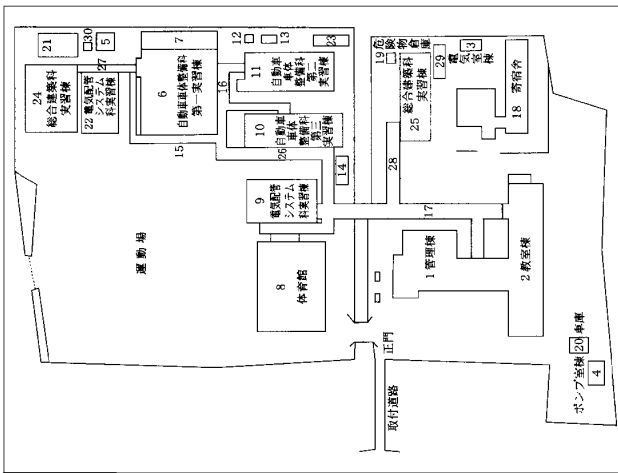 21
30
5
27
24
総合建築科
実習棟
22 電気配管
システム
科実習棟
7
6
自動車車体整備科
第一実習棟
12
13
23
11
自動車
車体
整備科
第二
実習棟
16
10
自動車
車体
整備科
第三
実習棟
26
15
14
9
電気配管
システム
科実習棟
8
体育館
運動場
19 危険物倉庫
3
電気室棟
29
25
総合建築科
実習棟
18 寄宿舎
28
17
1 管理棟
2 教室棟
正門
取付道路
20 車庫
4
ポンプ室棟